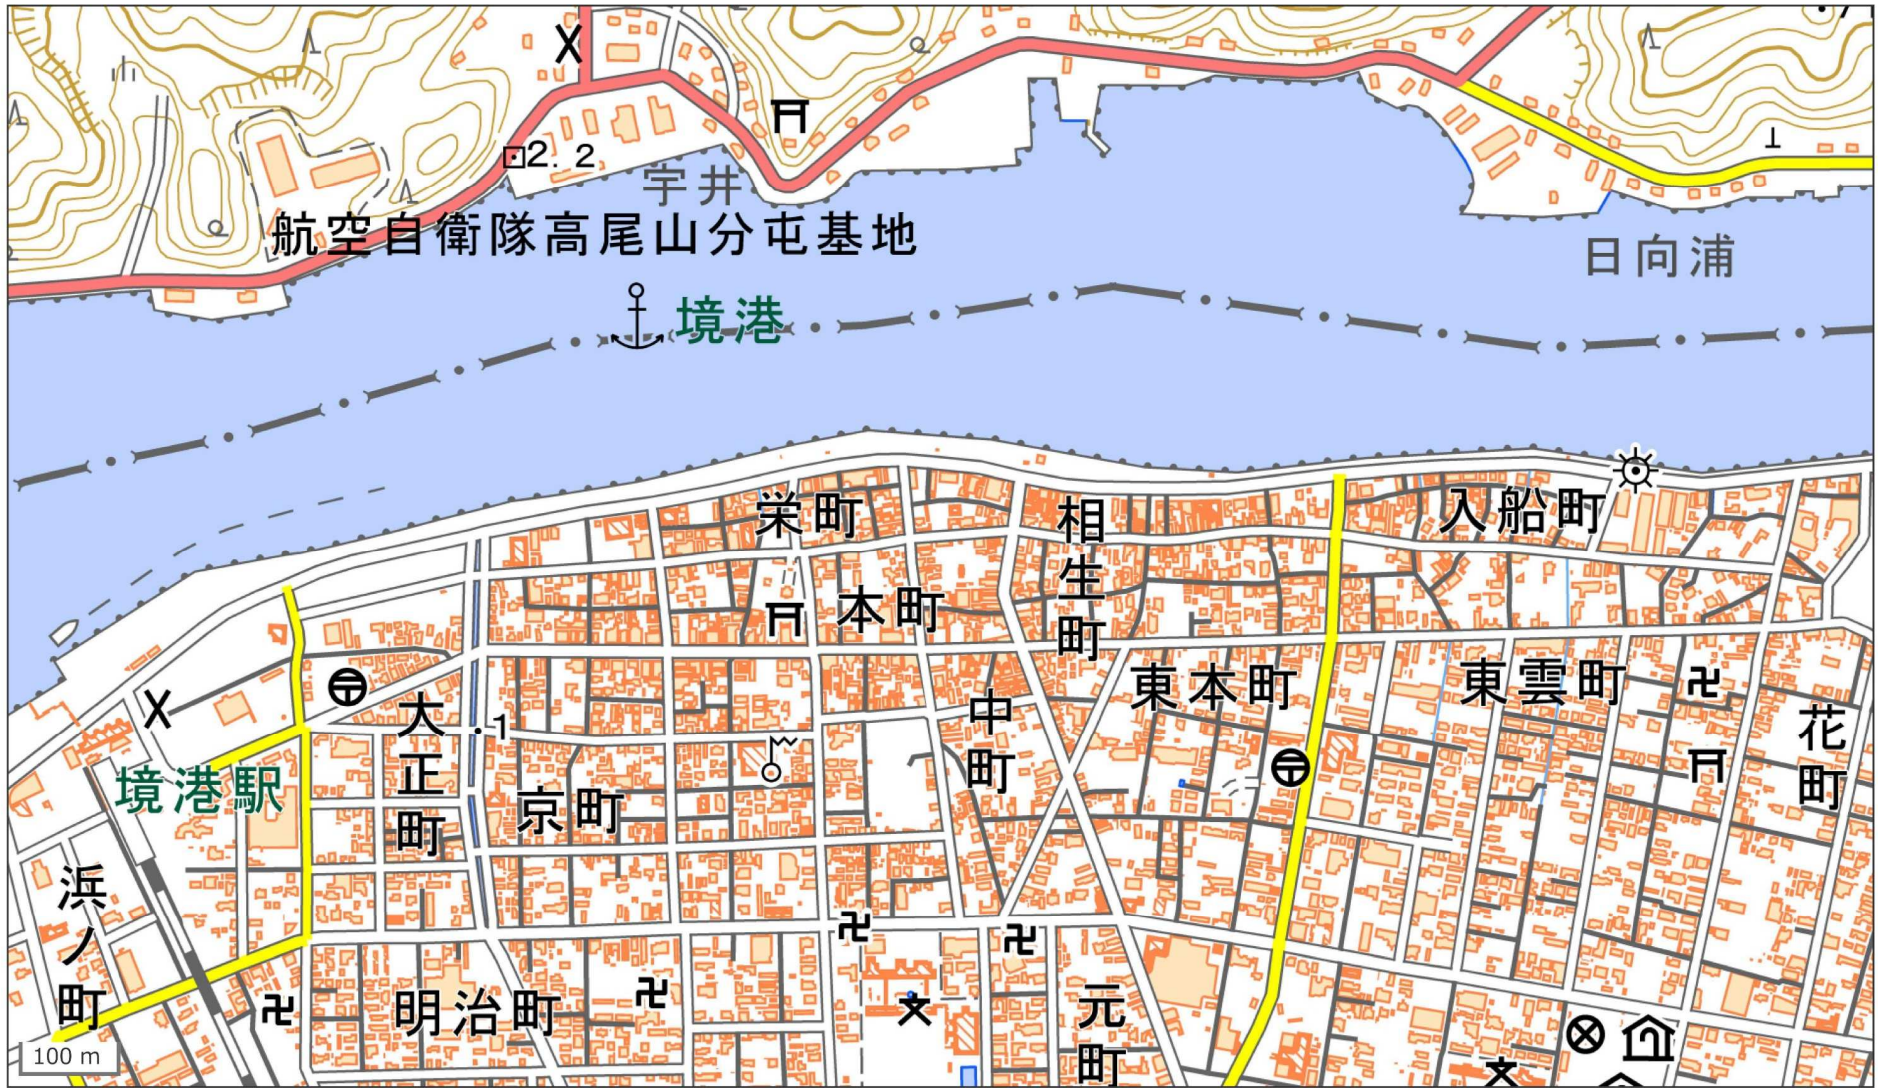 2.2
宇井
航空自衛隊高尾山分屯基地
日向浦
境港
栄町
相生町
入船町
本町
東本町
東雲町
大正町
.1
中町
花町
境港駅
京町
浜ノ町
明治町
元町
100 m